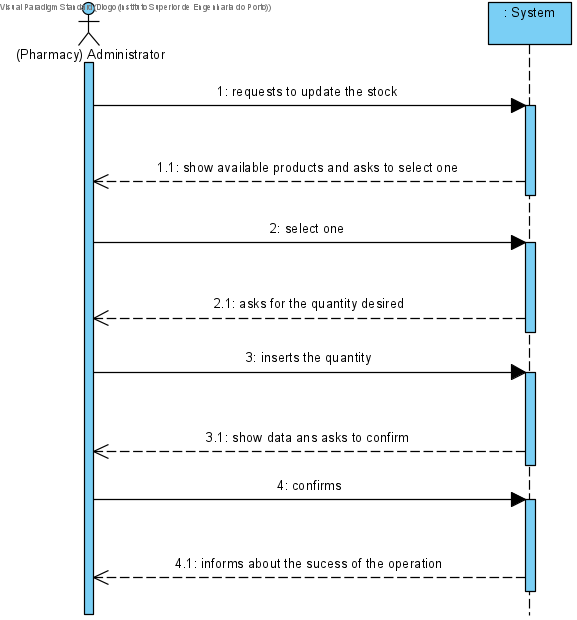 Visual Paradigm Standard(Diogo(Instituto Superior de Engenharia do Porto))
: System
(Pharmacy) Administrator
1: requests to update the stock
1.1: show available products and asks to select one
2: select one
2.1: asks for the quantity desired
3: inserts the quantity
3.1: show data ans asks to confirm
4: confirms
4.1: informs about the sucess of the operation